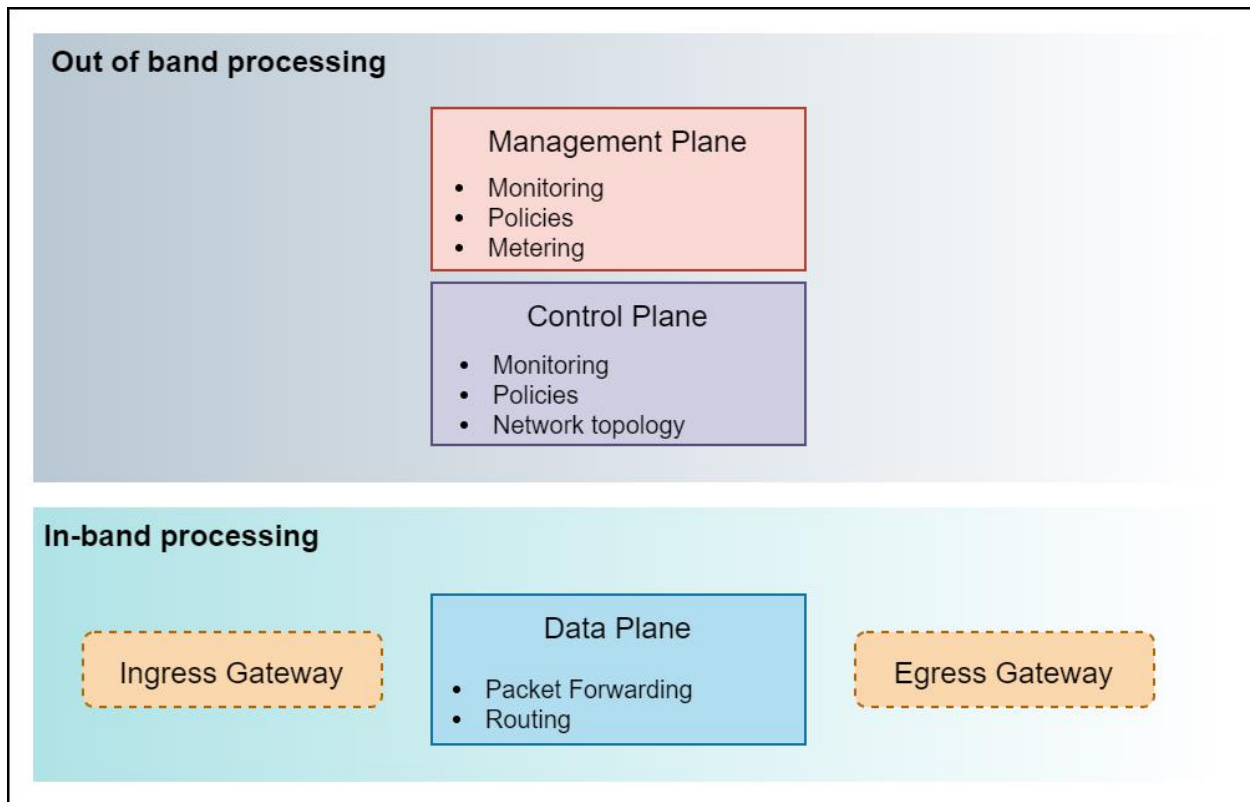 Out of band processing
Management Plane
• Monitoring
• Policies
• Metering
Control Plane
• Monitoring
• Policies
• Network topology
In-band processing
Ingress Gateway
Data Plane
• Packet Forwarding
• Routing
Egress Gateway